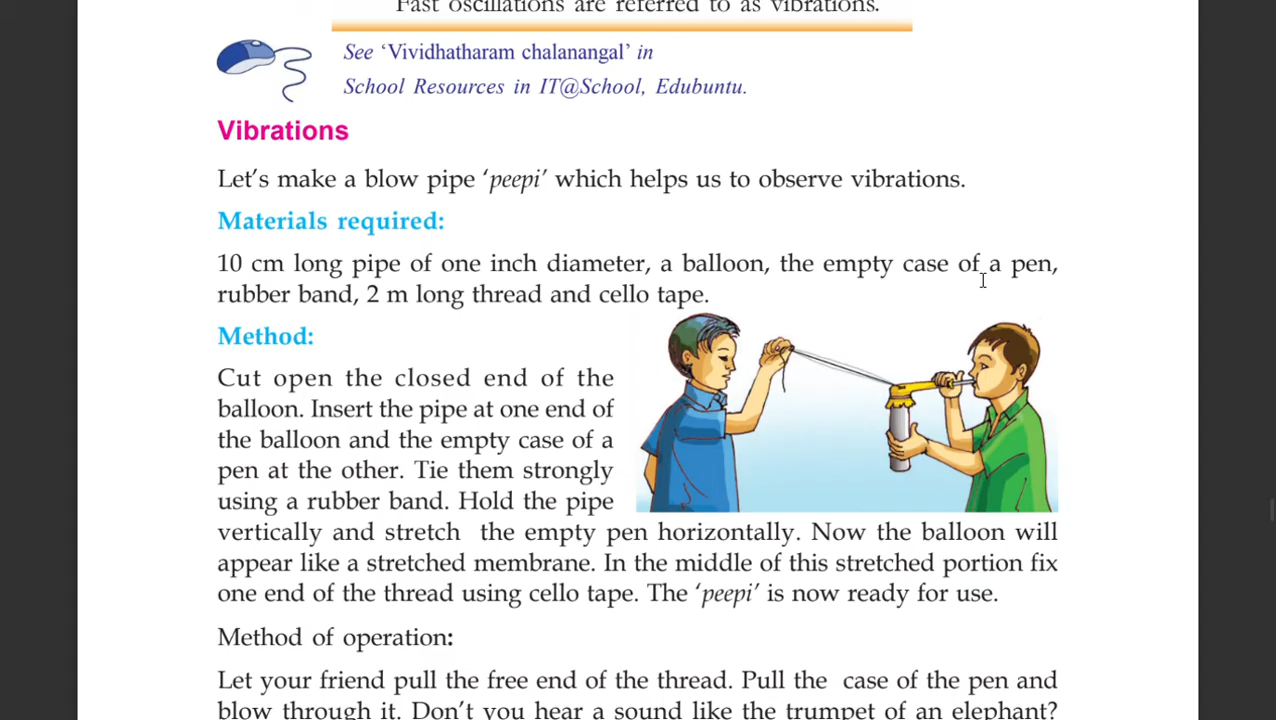 Fast oscillations are referred to as vibrations.
See ‘Vividhatharam chalanangal’ in
School Resources in IT@School, Edubuntu.
Vibrations
Let’s make a blow pipe ‘peepi’ which helps us to observe vibrations.
Materials required:
10 cm long pipe of one inch diameter, a balloon, the empty case of a pen,
rubber band, 2 m long thread and cello tape.
Method:
Cut open the closed end of the
balloon. Insert the pipe at one end of
the balloon and the empty case of a
pen at the other. Tie them strongly
using a rubber band. Hold the pipe
vertically and stretch the empty pen horizontally. Now the balloon will
appear like a stretched membrane. In the middle of this stretched portion fix
one end of the thread using cello tape. The ‘peepi’ is now ready for use.
Method of operation:
Let your friend pull the free end of the thread. Pull the case of the pen and
blow through it. Don’t you hear a sound like the trumpet of an elephant?